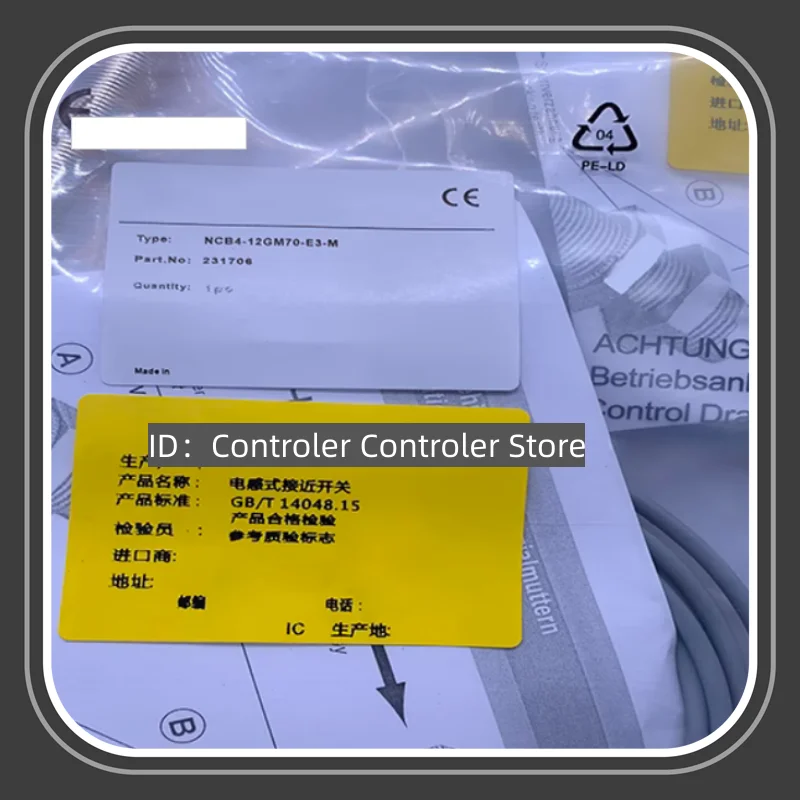 04
PE-LD
进口
地址:
B
CE
Type: NCB4-12GM70-E3-M
Part.No: 231706
Quantity: 1pc
Made in
A
ACHTUNG
Control Dra
ID：Controler Controler Store
产品名称： 电感式接近开关
产品标准： GB/T 14048.15
产品合格检验
检验员 ： 参考质检标志
进口商:
地址:
邮编 电话：
IC 生产地:
ialmuttern
B